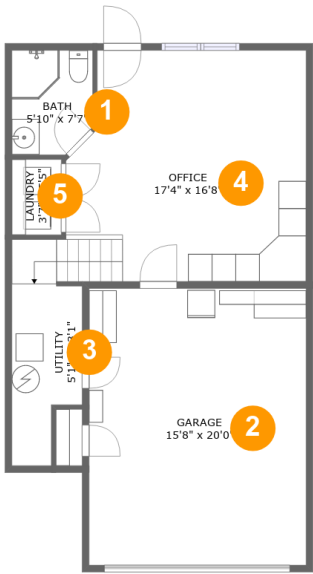 BATH
5'10" x 7'7
1
OFFICE
17'4" x 16'8
4
LAUNDRY
5
UTILITY
3
GARAGE
15'8" x 20'0
2